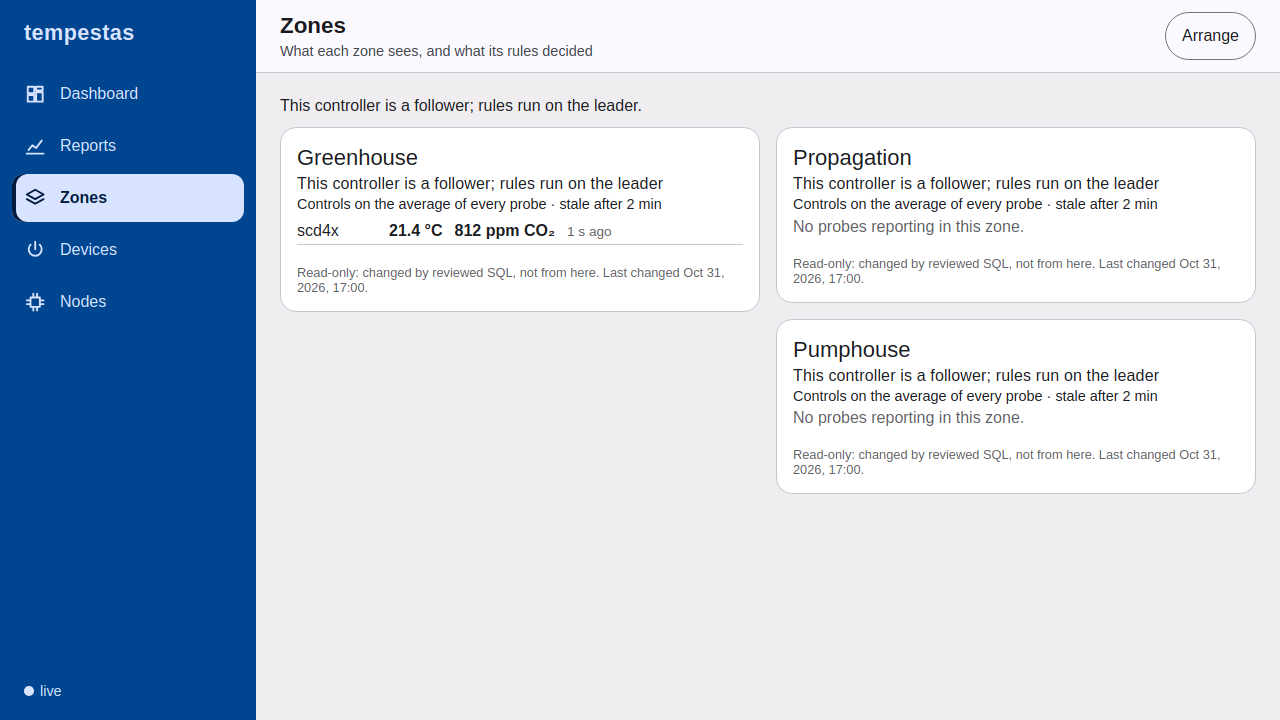 tempestas
Dashboard
Reports
Zones
Devices
Nodes
live
Zones
What each zone sees, and what its rules decided
Arrange
This controller is a follower; rules run on the leader.
Greenhouse
This controller is a follower; rules run on the leader
Controls on the average of every probe · stale after 2 min
scd4x 21.4 °C 812 ppm CO₂ 1 s ago
Read-only: changed by reviewed SQL, not from here. Last changed Oct 31,
2026, 17:00.
Propagation
This controller is a follower; rules run on the leader
Controls on the average of every probe · stale after 2 min
No probes reporting in this zone.
Read-only: changed by reviewed SQL, not from here. Last changed Oct 31,
2026, 17:00.
Pumphouse
This controller is a follower; rules run on the leader
Controls on the average of every probe · stale after 2 min
No probes reporting in this zone.
Read-only: changed by reviewed SQL, not from here. Last changed Oct 31,
2026, 17:00.